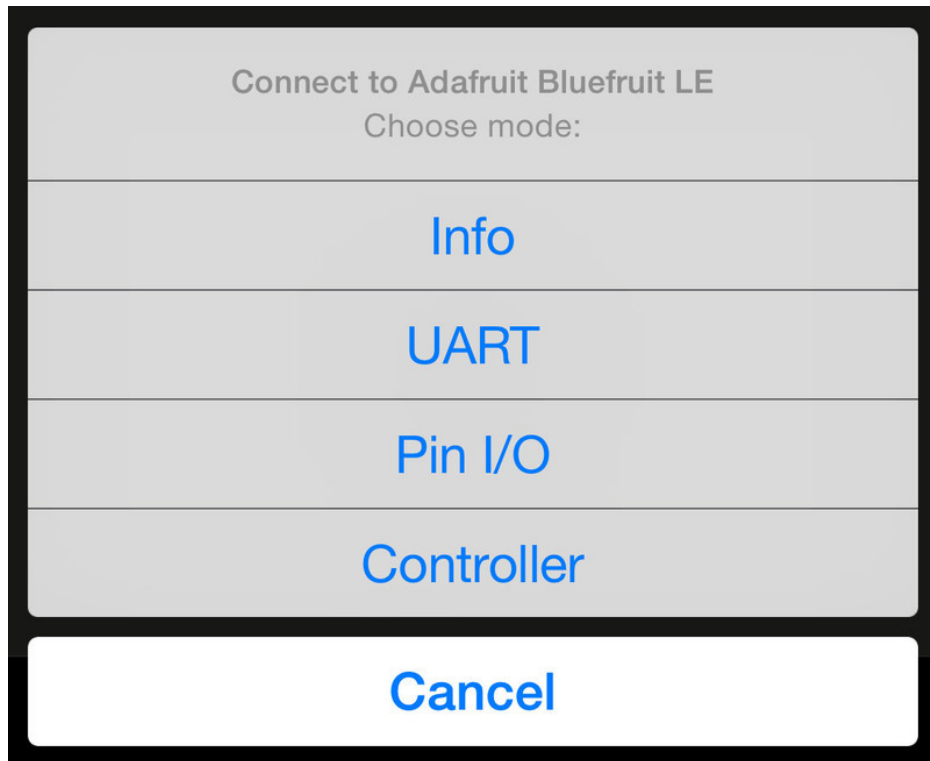 Connect to Adafruit Bluefruit LE
Choose mode:
Info
UART
Pin I/O
Controller
Cancel